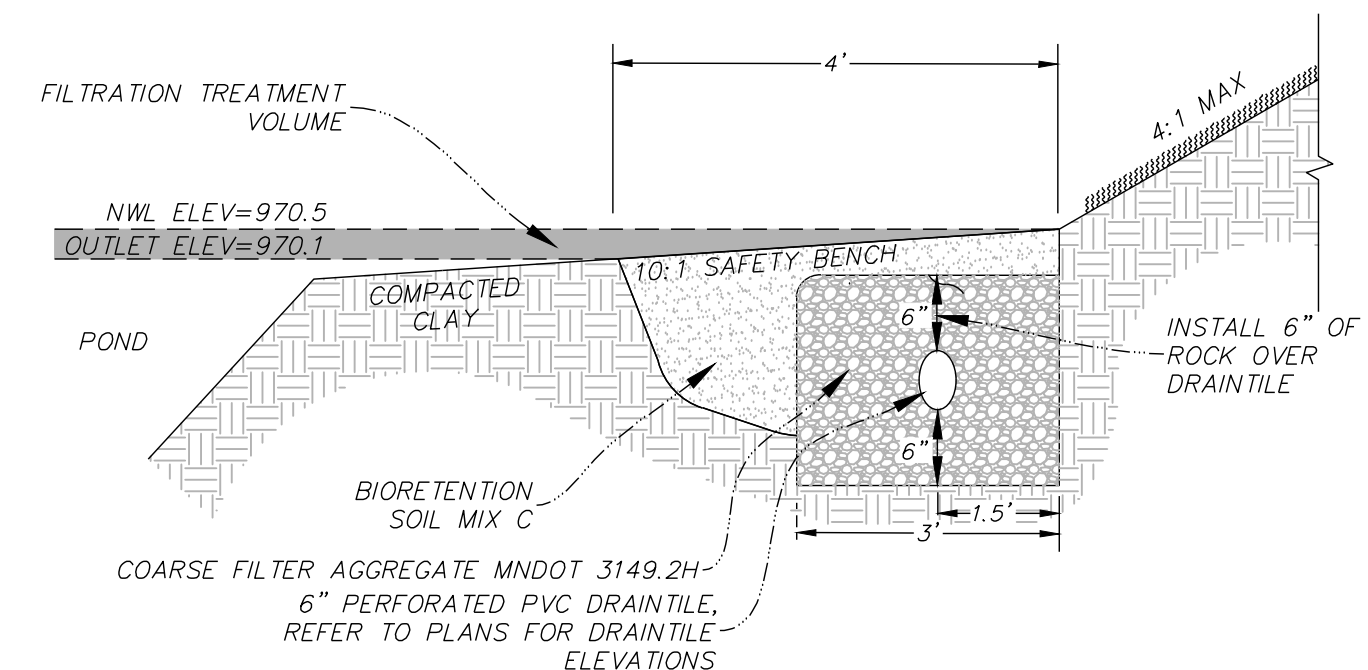 4'
FILTRATION TREATMENT
VOLUME
4:1 MAX
NWL ELEV=970.5
OUTLET ELEV=970.1
10:1 SAFETY BENCH
COMPACTED
CLAY
POND
6"
INSTALL 6" OF
ROCK OVER
DRAINTILE
6"
BIORETENTION
SOIL MIX C
1.5'
3'
COARSE FILTER AGGREGATE MNDOT 3149.2H
6" PERFORATED PVC DRAINTILE,
REFER TO PLANS FOR DRAINTILE
ELEVATIONS